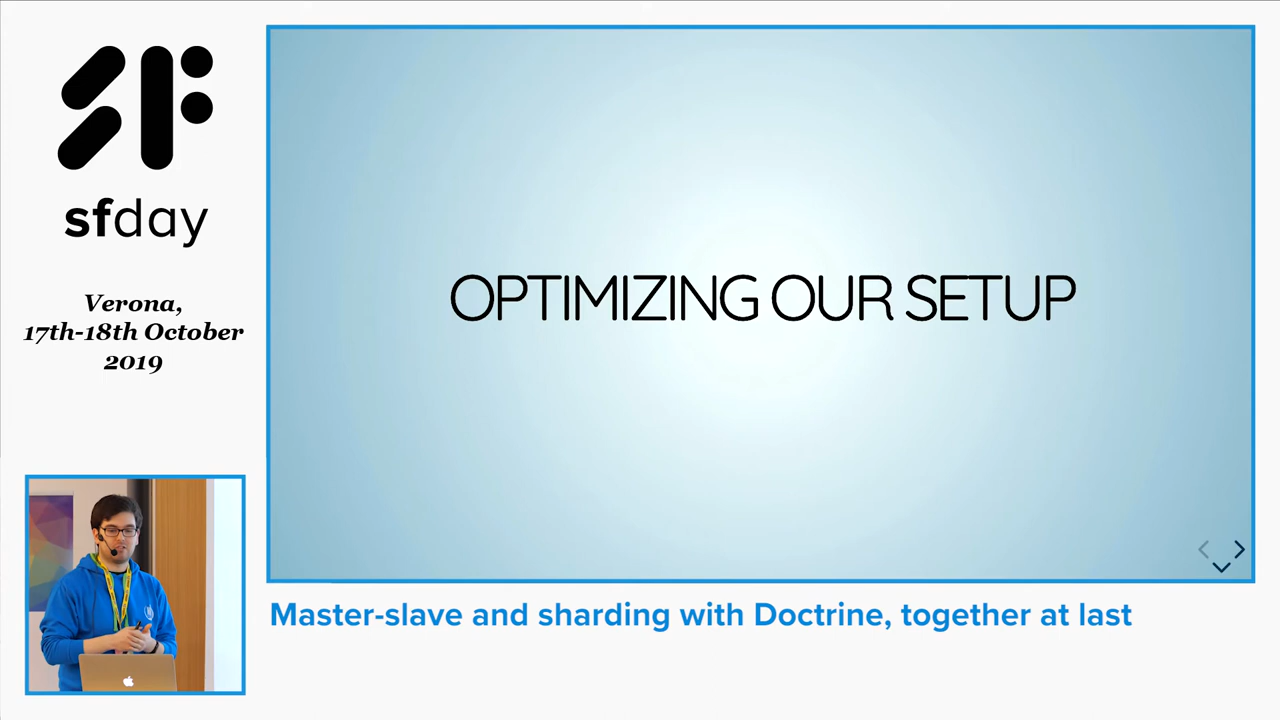 sfday
Verona,
17th-18th October
2019
OPTIMIZING OUR SETUP
Master-slave and sharding with Doctrine, together at last